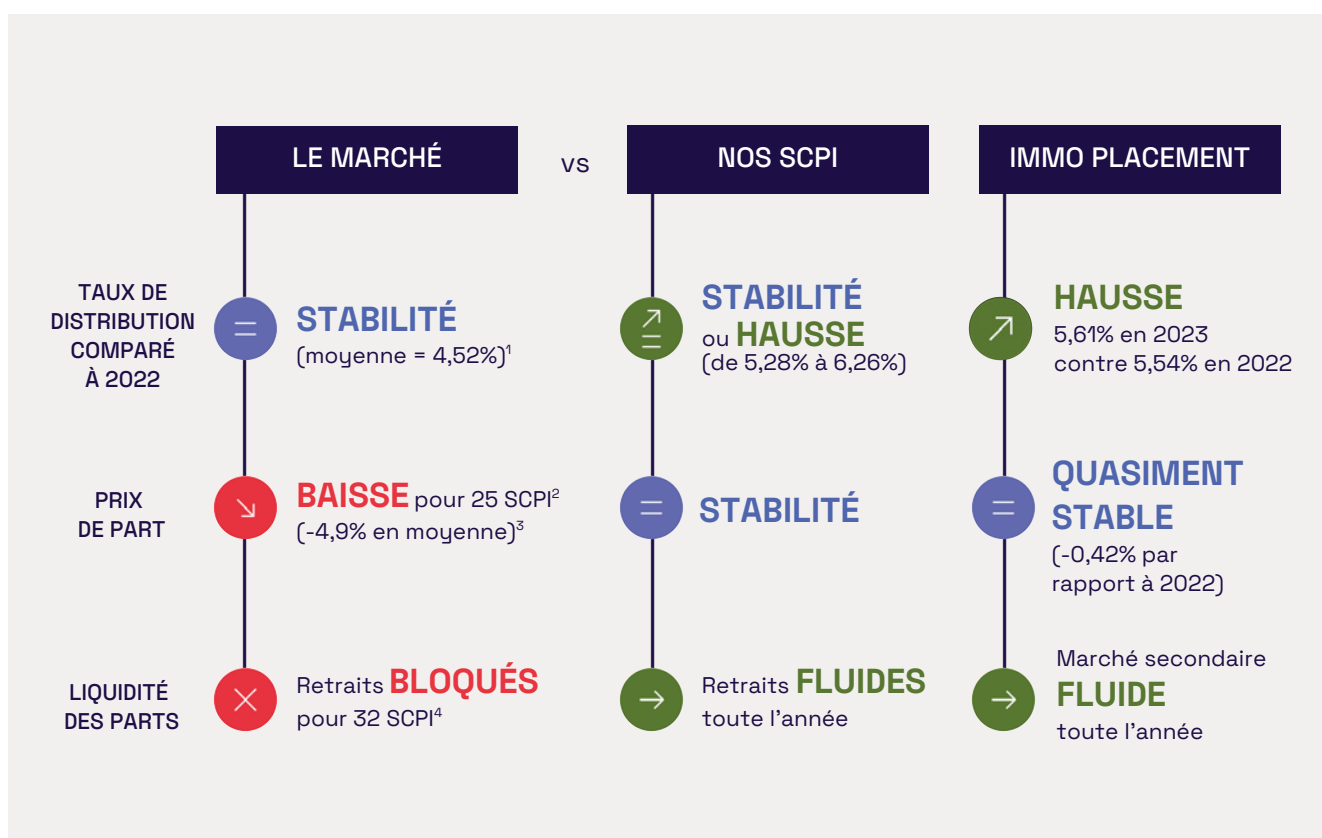 LE MARCHÉ
vs
NOS SCPI
IMMO PLACEMENT
TAUX DE
DISTRIBUTION
COMPARÉ
À 2022
STABILITÉ
(moyenne = 4,52%)¹
STABILITÉ
ou HAUSSE
(de 5,28% à 6,26%)
HAUSSE
5,61% en 2023
contre 5,54% en 2022
PRIX
DE PART
BAISSE pour 25 SCPI²
(-4,9% en moyenne)³
STABILITÉ
QUASIMENT
STABLE
(-0,42% par
rapport à 2022)
LIQUIDITÉ
DES PARTS
Retraits BLOQUÉS
pour 32 SCPI⁴
Retraits FLUIDES
toute l'année
Marché secondaire
FLUIDE
toute l'année